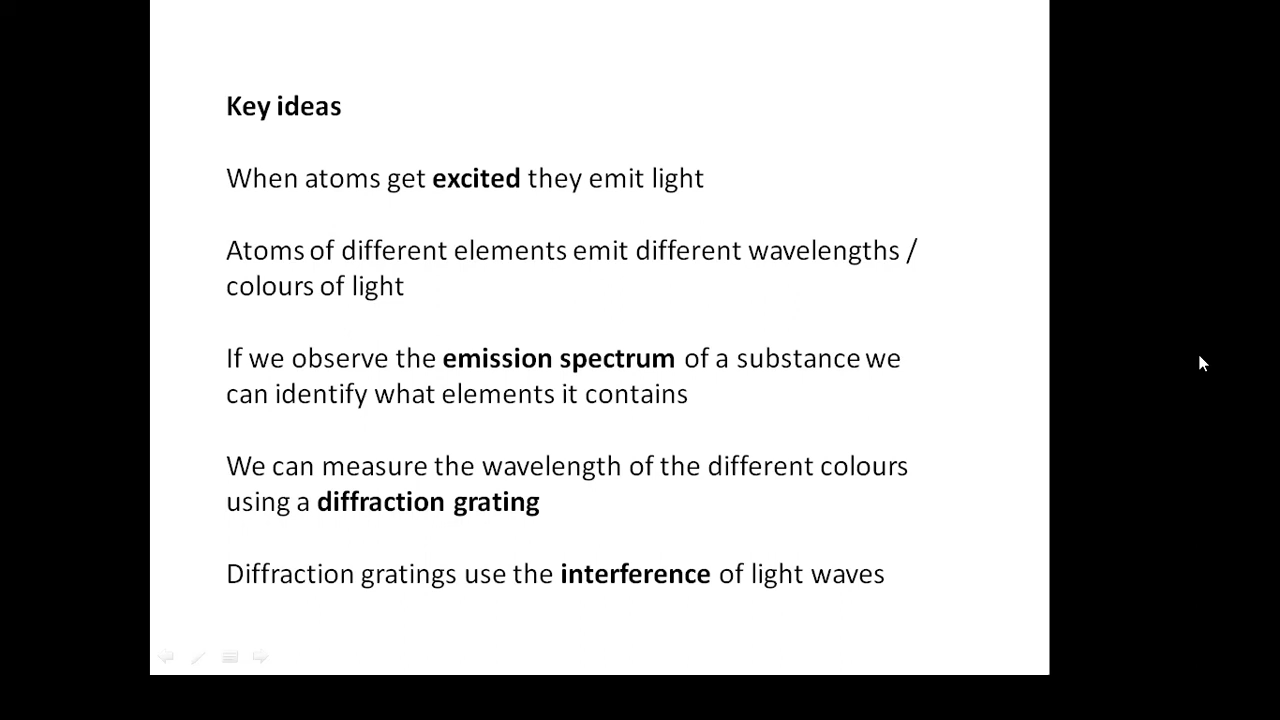 Key ideas
When atoms get excited they emit light
Atoms of different elements emit different wavelengths /
colours of light
If we observe the emission spectrum of a substance we
can identify what elements it contains
We can measure the wavelength of the different colours
using a diffraction grating
Diffraction gratings use the interference of light waves